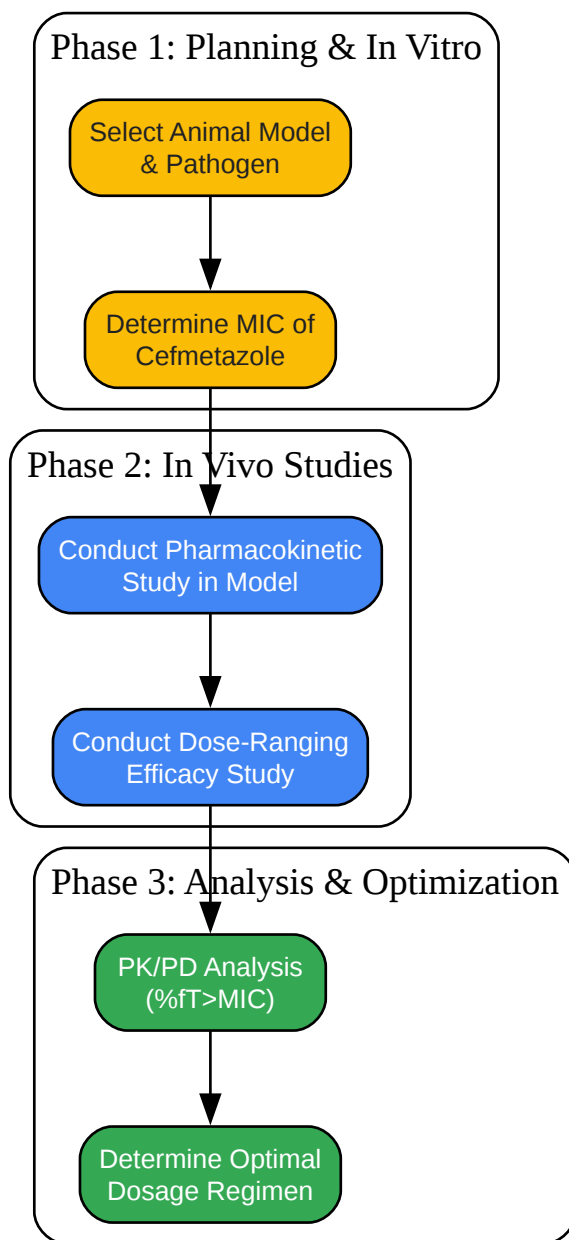 Phase 1: Planning & In Vitro
Select Animal Model
& Pathogen
Determine MIC of
Cefmetazole
Phase 2: In Vivo Studies
Conduct Pharmacokinetic
Study in Model
Conduct Dose-Ranging
Efficacy Study
Phase 3: Analysis & Optimization
PK/PD Analysis
(%fT>MIC)
Determine Optimal
Dosage Regimen